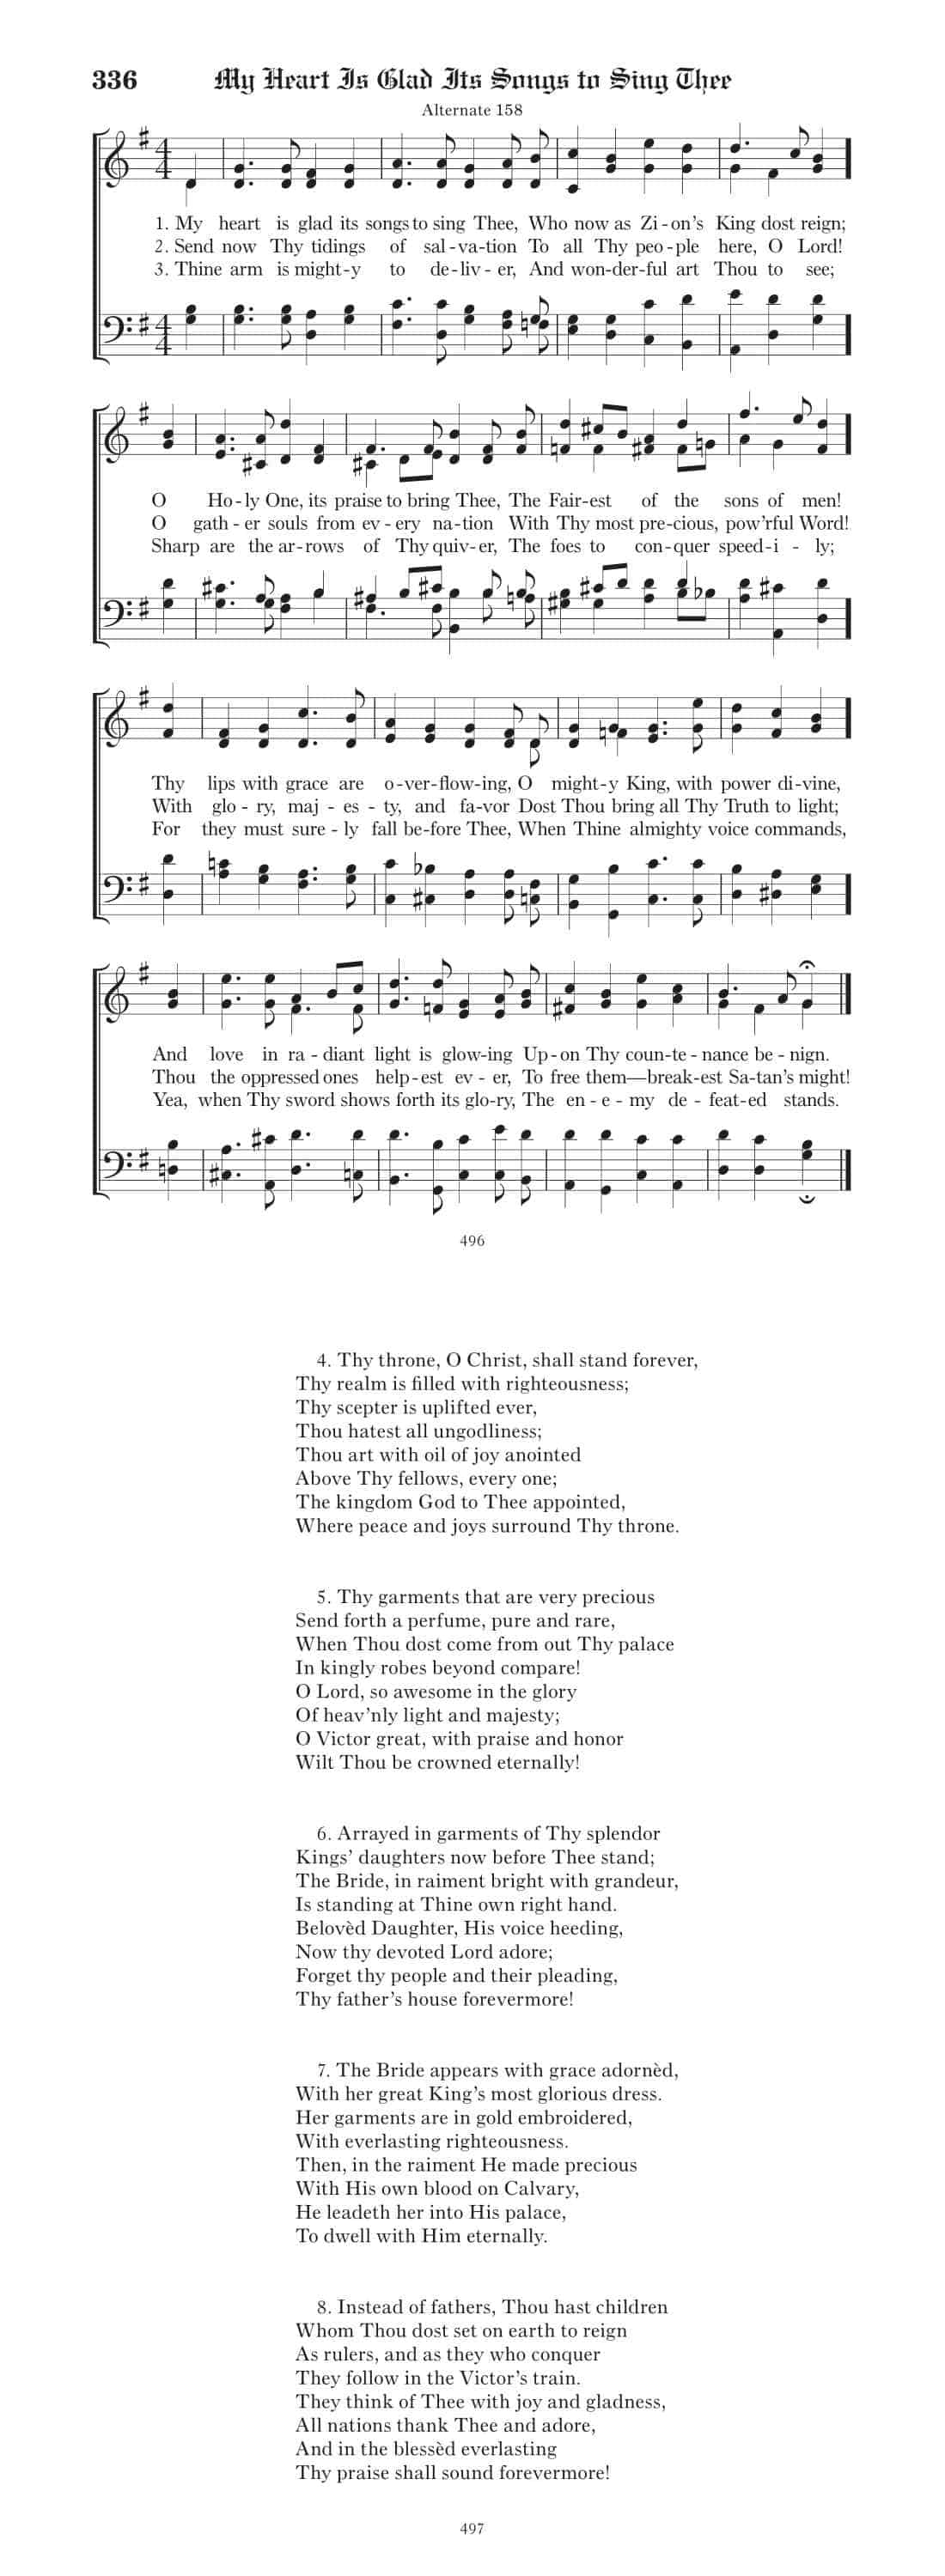 336 My Heart Is Glad Its Songs to Sing Thee
Alternate 158
1. My heart is glad its songs to sing Thee, Who now as Zi-on's King dost reign;
2. Send now Thy tidings of sal-va-tion To all Thy peo-ple here, O Lord!
3. Thine arm is might-y to de-liv-er, And won-der-ful art Thou to see;
O Ho-ly One, its praise to bring Thee, The Fair-est of the sons of men!
O gath-er souls from ev-ery na-tion With Thy most pre-cious, pow'rful Word!
Sharp are the ar-rows of Thy quiv-er, The foes to con-quer speed-i-ly;
Thy lips with grace are o-ver-flow-ing, O might-y King, with power di-vine,
With glo-ry, maj-es-ty, and fa-vor Dost Thou bring all Thy Truth to light;
For they must sure-ly fall be-fore Thee, When Thine almighty voice commands,
And love in ra-diant light is glow-ing Up-on Thy coun-te-nance be-nign.
Thou the oppressed ones help-est ev-er, To free them—break-est Sa-tan's might!
Yea, when Thy sword shows forth its glo-ry, The en-e-my de-feat-ed stands.
496
4. Thy throne, O Christ, shall stand forever,
Thy realm is filled with righteousness;
Thy scepter is uplifted ever,
Thou hatest all ungodliness;
Thou art with oil of joy anointed
Above Thy fellows, every one;
The kingdom God to Thee appointed,
Where peace and joys surround Thy throne.
5. Thy garments that are very precious
Send forth a perfume, pure and rare,
When Thou dost come from out Thy palace
In kingly robes beyond compare!
O Lord, so awesome in the glory
Of heav'nly light and majesty;
O Victor great, with praise and honor
Wilt Thou be crowned eternally!
6. Arrayed in garments of Thy splendor
Kings' daughters now before Thee stand;
The Bride, in raiment bright with grandeur,
Is standing at Thine own right hand.
Belovèd Daughter, His voice heeding,
Now thy devoted Lord adore;
Forget thy people and their pleading,
Thy father's house forevermore!
7. The Bride appears with grace adornèd,
With her great King's most glorious dress.
Her garments are in gold embroidered,
With everlasting righteousness.
Then, in the raiment He made precious
With His own blood on Calvary,
He leadeth her into His palace,
To dwell with Him eternally.
8. Instead of fathers, Thou hast children
Whom Thou dost set on earth to reign
As rulers, and as they who conquer
They follow in the Victor's train.
They think of Thee with joy and gladness,
All nations thank Thee and adore,
And in the blessèd everlasting
Thy praise shall sound forevermore!
497